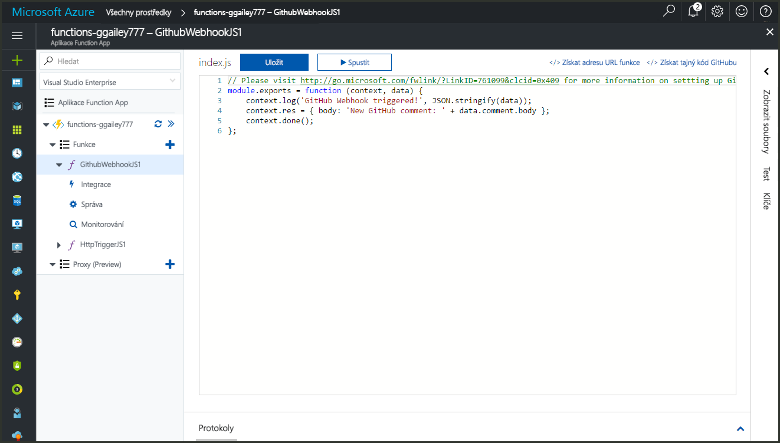 Microsoft Azure Všechny prostředky > functions-ggailey777 – GithubWebhookJS1
2
functions-ggailey777 – GithubWebhookJS1
Aplikace Function App
Hledat
Visual Studio Enterprise
Aplikace Function App
functions-ggailey777
Funkce
GithubWebhookJS1
Integrace
Správa
Monitorování
HttpTriggerJS1
Proxy (Preview)
index.js Uložit Spustit </> Získat adresu URL funkce </> Získat tajný kód GitHubu
1 // Please visit http://go.microsoft.com/fwlink/?LinkID=761099&clcid=0x409 for more information on settting up Gi
2 module.exports = function (context, data) {
3 context.log('GitHub Webhook triggered!', JSON.stringify(data));
4 context.res = { body: 'New GitHub comment: ' + data.comment.body };
5 context.done();
6 };
Zobrazit soubory
Test
Klíče
Protokoly